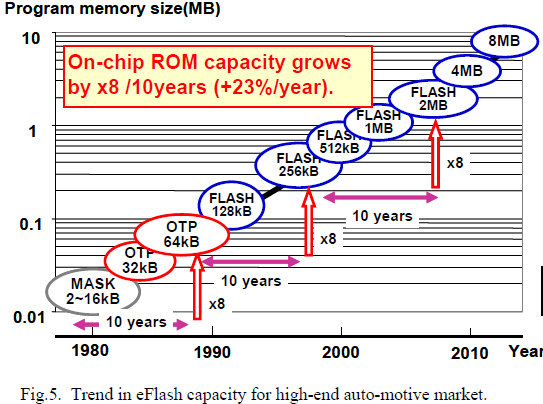 Program memory size(MB)
10
1
0.1
0.01
On-chip ROM capacity grows
by x8 /10years (+23%/year).
8MB
4MB
FLASH
2MB
FLASH
1MB
FLASH
512kB
FLASH
256kB
FLASH
128kB
OTP
64kB
OTP
32kB
MASK
2~16kB
x8
10 years
x8
10 years
x8
10 years
1980
1990
2000
2010
Year
Fig.5. Trend in eFlash capacity for high-end auto-motive market.